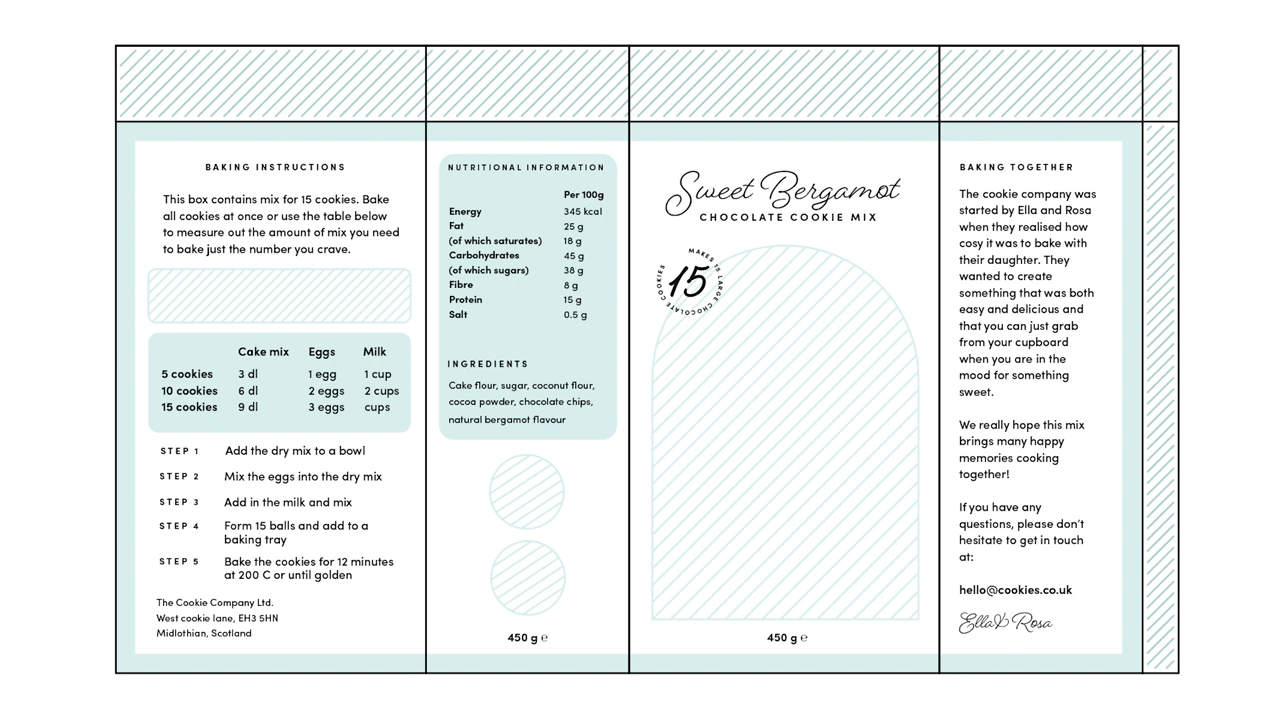 BAKING INSTRUCTIONS
This box contains mix for 15 cookies. Bake
all cookies at once or use the table below
to measure out the amount of mix you need
to bake just the number you crave.
Cake mix Eggs Milk
5 cookies 3 dl 1 egg 1 cup
10 cookies 6 dl 2 eggs 2 cups
15 cookies 9 dl 3 eggs cups
STEP 1 Add the dry mix to a bowl
STEP 2 Mix the eggs into the dry mix
STEP 3 Add in the milk and mix
STEP 4 Form 15 balls and add to a
baking tray
STEP 5 Bake the cookies for 12 minutes
at 200 C or until golden
The Cookie Company Ltd.
West cookie lane, EH3 5HN
Midlothian, Scotland
NUTRITIONAL INFORMATION
Per 100g
Energy 345 kcal
Fat 25 g
(of which saturates) 18 g
Carbohydrates 45 g
(of which sugars) 38 g
Fibre 8 g
Protein 15 g
Salt 0.5 g
INGREDIENTS
Cake flour, sugar, coconut flour,
cocoa powder, chocolate chips,
natural bergamot flavour
450 g ℮
Sweet Bergamot
CHOCOLATE COOKIE MIX
MAKES 15 LARGE CHOCOLATE COOKIES
15
450 g ℮
BAKING TOGETHER
The cookie company was
started by Ella and Rosa
when they realised how
cosy it was to bake with
their daughter. They
wanted to create
something that was both
easy and delicious and
that you can just grab
from your cupboard
when you are in the
mood for something
sweet.
We really hope this mix
brings many happy
memories cooking
together!
If you have any
questions, please don't
hesitate to get in touch
at:
hello@cookies.co.uk
Ella & Rosa